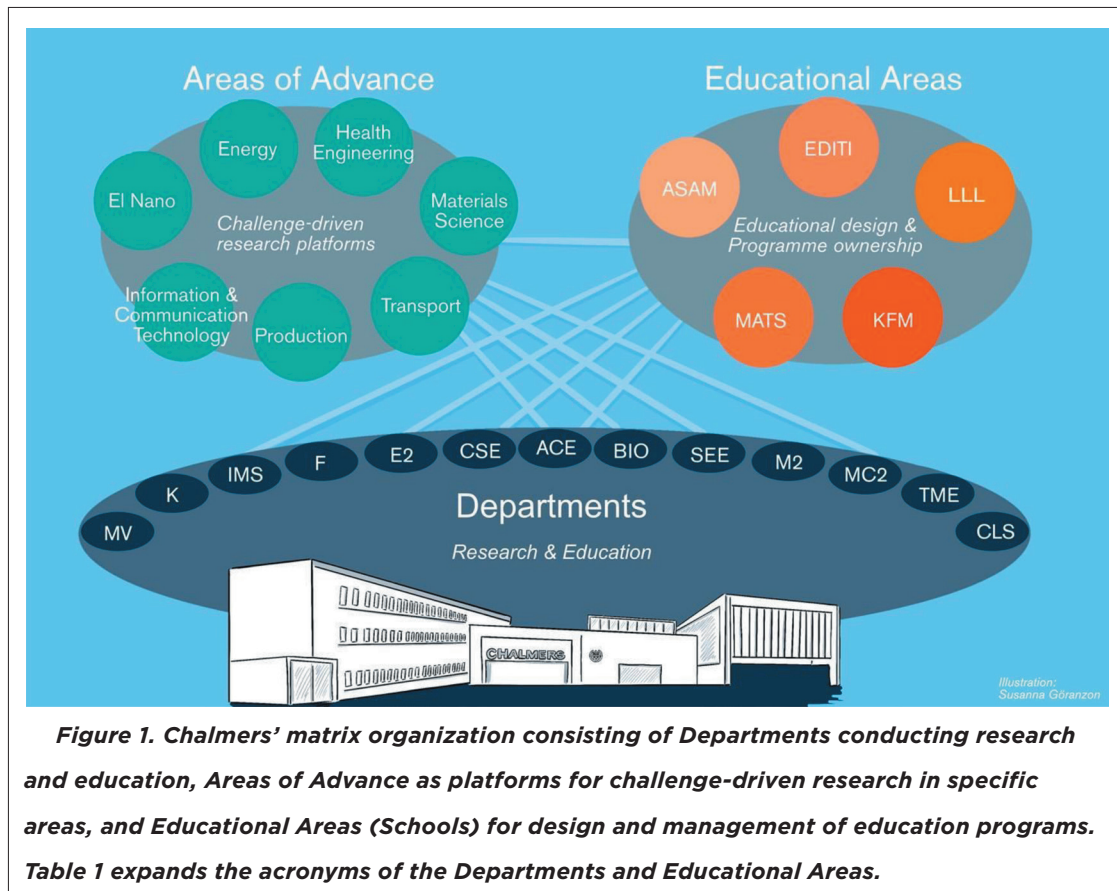 Areas of Advance
Energy
Health
Engineering
El Nano
Materials
Science
Challenge-driven
research platforms
Information &
Communication
Technology
Production
Transport
Educational Areas
EDITI
ASAM
LLL
Educational design &
Programme ownership
MATS
KFM
MV
K
IMS
F
E2
CSE
ACE
BIO
SEE
M2
MC2
TME
CLS
Departments
Research & Education
CHALMERS
Illustration:
Susanna Göranzon
Figure 1. Chalmers’ matrix organization consisting of Departments conducting research
and education, Areas of Advance as platforms for challenge-driven research in specific
areas, and Educational Areas (Schools) for design and management of education programs.
Table 1 expands the acronyms of the Departments and Educational Areas.